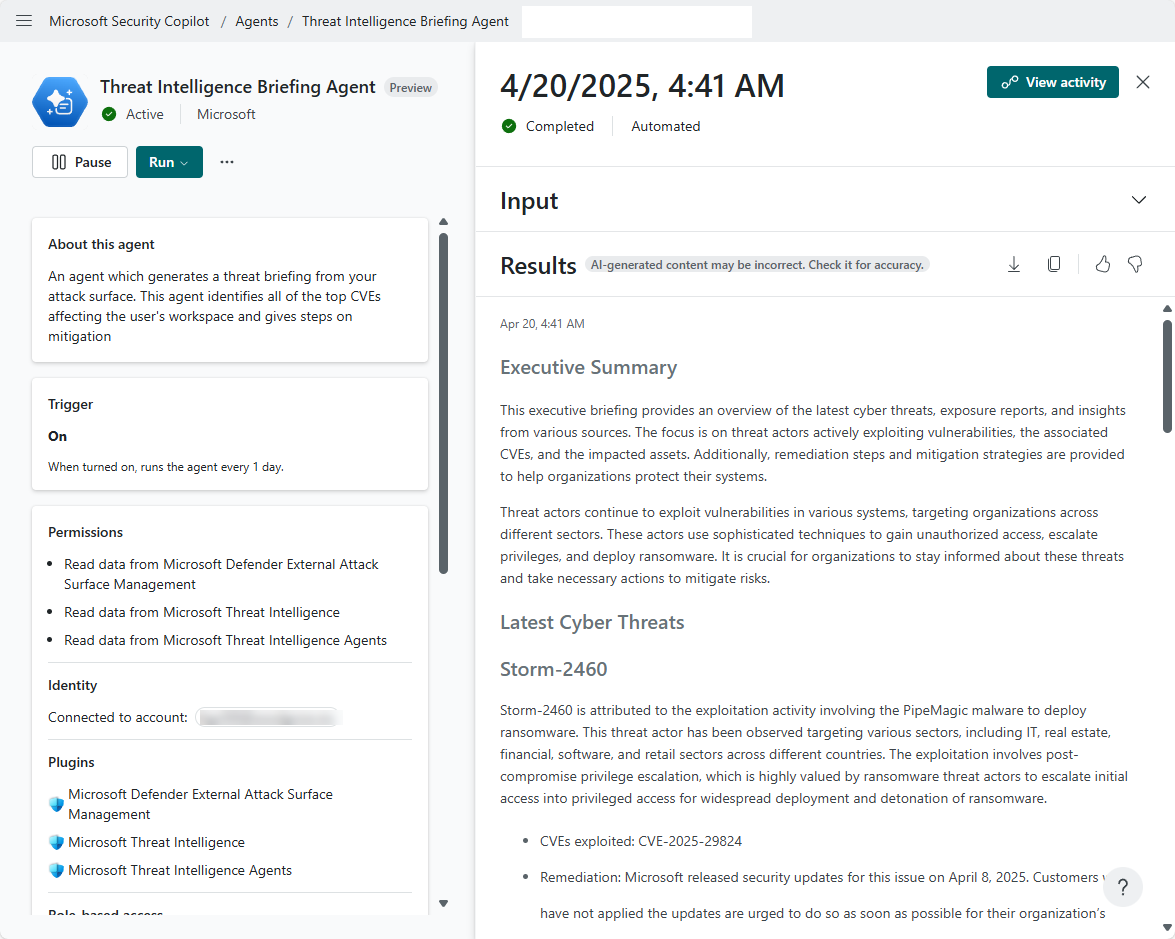 Microsoft Security Copilot / Agents / Threat Intelligence Briefing Agent
Threat Intelligence Briefing Agent Preview
Active Microsoft
Pause Run
About this agent
An agent which generates a threat briefing from your
attack surface. This agent identifies all of the top CVEs
affecting the user's workspace and gives steps on
mitigation
Trigger
On
When turned on, runs the agent every 1 day.
Permissions
• Read data from Microsoft Defender External Attack
Surface Management
• Read data from Microsoft Threat Intelligence
• Read data from Microsoft Threat Intelligence Agents
Identity
Connected to account:
Plugins
Microsoft Defender External Attack Surface
Management
Microsoft Threat Intelligence
Microsoft Threat Intelligence Agents
Role-based access
4/20/2025, 4:41 AM
View activity
Completed Automated
Input
Results AI-generated content may be incorrect. Check it for accuracy.
Apr 20, 4:41 AM
Executive Summary
This executive briefing provides an overview of the latest cyber threats, exposure reports, and insights
from various sources. The focus is on threat actors actively exploiting vulnerabilities, the associated
CVEs, and the impacted assets. Additionally, remediation steps and mitigation strategies are provided
to help organizations protect their systems.
Threat actors continue to exploit vulnerabilities in various systems, targeting organizations across
different sectors. These actors use sophisticated techniques to gain unauthorized access, escalate
privileges, and deploy ransomware. It is crucial for organizations to stay informed about these threats
and take necessary actions to mitigate risks.
Latest Cyber Threats
Storm-2460
Storm-2460 is attributed to the exploitation activity involving the PipeMagic malware to deploy
ransomware. This threat actor has been observed targeting various sectors, including IT, real estate,
financial, software, and retail sectors across different countries. The exploitation involves post-
compromise privilege escalation, which is highly valued by ransomware threat actors to escalate initial
access into privileged access for widespread deployment and detonation of ransomware.
• CVEs exploited: CVE-2025-29824
• Remediation: Microsoft released security updates for this issue on April 8, 2025. Customers
have not applied the updates are urged to do so as soon as possible for their organization's
?